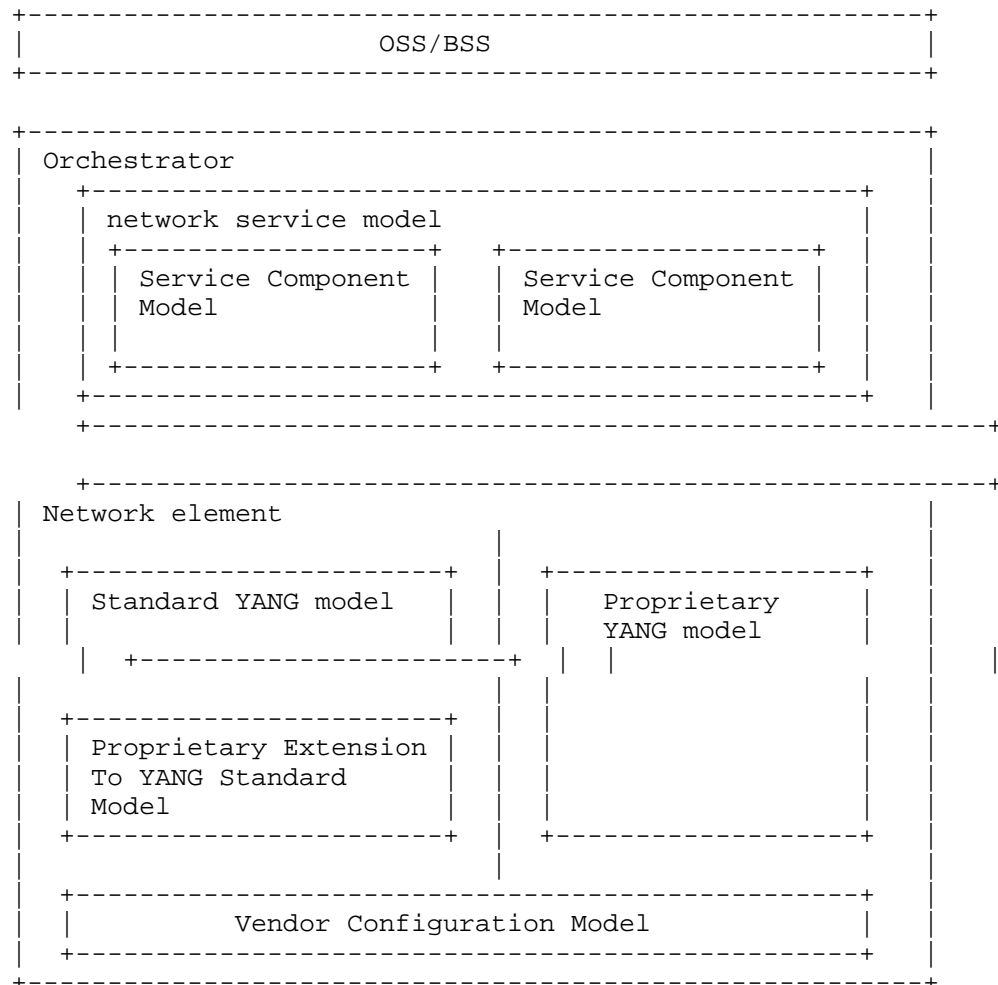 OSS/BSS
Orchestrator
network service model
Service Component Service Component
Model Model
Network element
Standard YANG model Proprietary
YANG model
Proprietary Extension
To YANG Standard
Model
Vendor Configuration Model